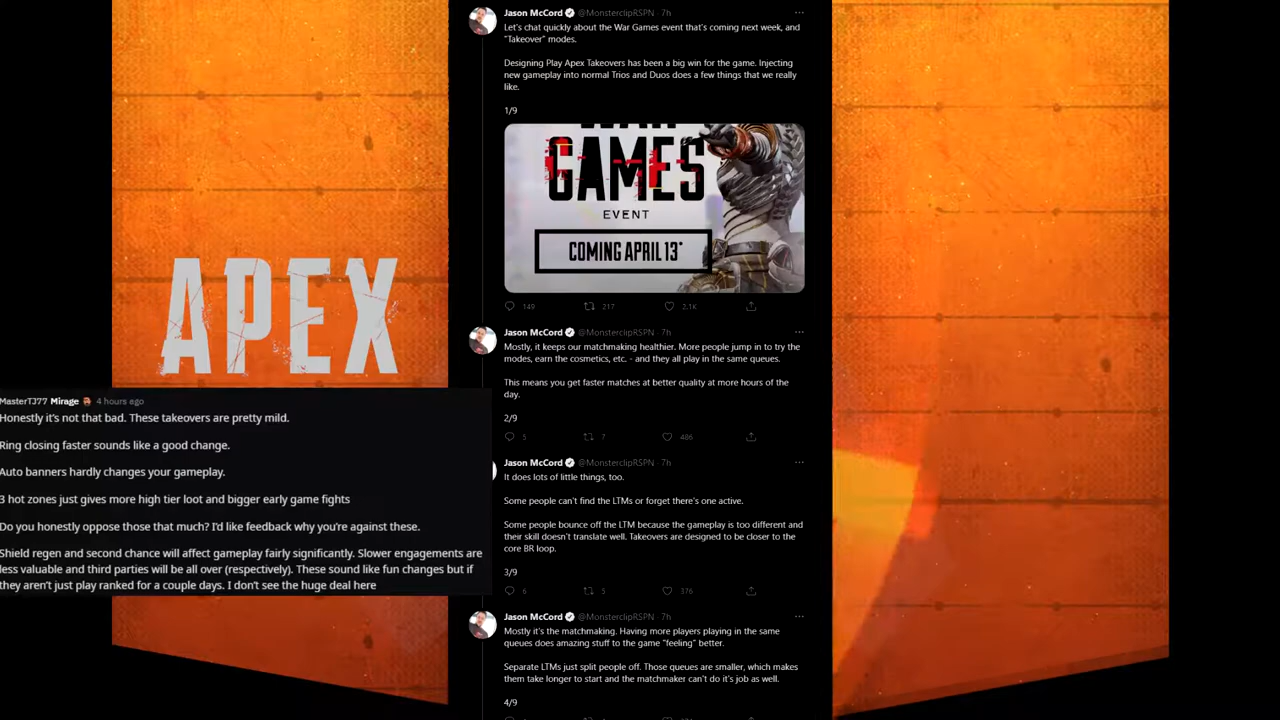 Jason McCord @MonsterclipRSPN · 7h
Let's chat quickly about the War Games event that's coming next week, and
"Takeover" modes.
Designing Play Apex Takeovers has been a big win for the game. Injecting
new gameplay into normal Trios and Duos does a few things that we really
like.
1/9
WAR
GAMES
EVENT
COMING APRIL 13*
149 217 2.1K
Jason McCord @MonsterclipRSPN · 7h
Mostly, it keeps our matchmaking healthier. More people jump in to try the
modes, earn the cosmetics, etc. - and they all play in the same queues.
This means you get faster matches at better quality at more hours of the
day.
2/9
5 7 486
Jason McCord @MonsterclipRSPN · 7h
It does lots of little things, too.
Some people can't find the LTMs or forget there's one active.
Some people bounce off the LTM because the gameplay is too different and
their skill doesn't translate well. Takeovers are designed to be closer to the
core BR loop.
3/9
6 5 376
Jason McCord @MonsterclipRSPN · 7h
Mostly it's the matchmaking. Having more players playing in the same
queues does amazing stuff to the game "feeling" better.
Separate LTMs just split people off. Those queues are smaller, which makes
them take longer to start and the matchmaker can't do it's job as well.
4/9
APEX
MasterTJ77 Mirage 4 hours ago
Honestly it's not that bad. These takeovers are pretty mild.
Ring closing faster sounds like a good change.
Auto banners hardly changes your gameplay.
3 hot zones just gives more high tier loot and bigger early game fights
Do you honestly oppose those that much? I'd like feedback why you're against these.
Shield regen and second chance will affect gameplay fairly significantly. Slower engagements are
less valuable and third parties will be all over (respectively). These sound like fun changes but if
they aren't just play ranked for a couple days. I don't see the huge deal here